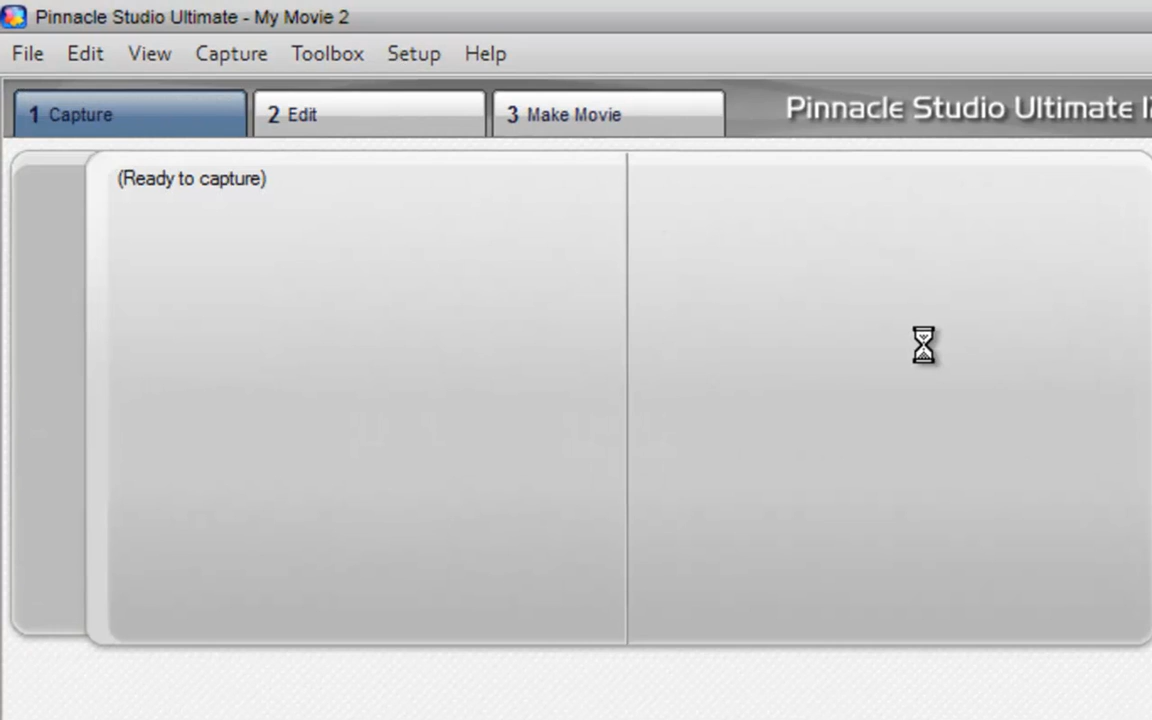 Pinnacle Studio Ultimate - My Movie 2
File Edit View Capture Toolbox Setup Help
1 Capture 2 Edit 3 Make Movie Pinnacle Studio Ultimate
(Ready to capture)